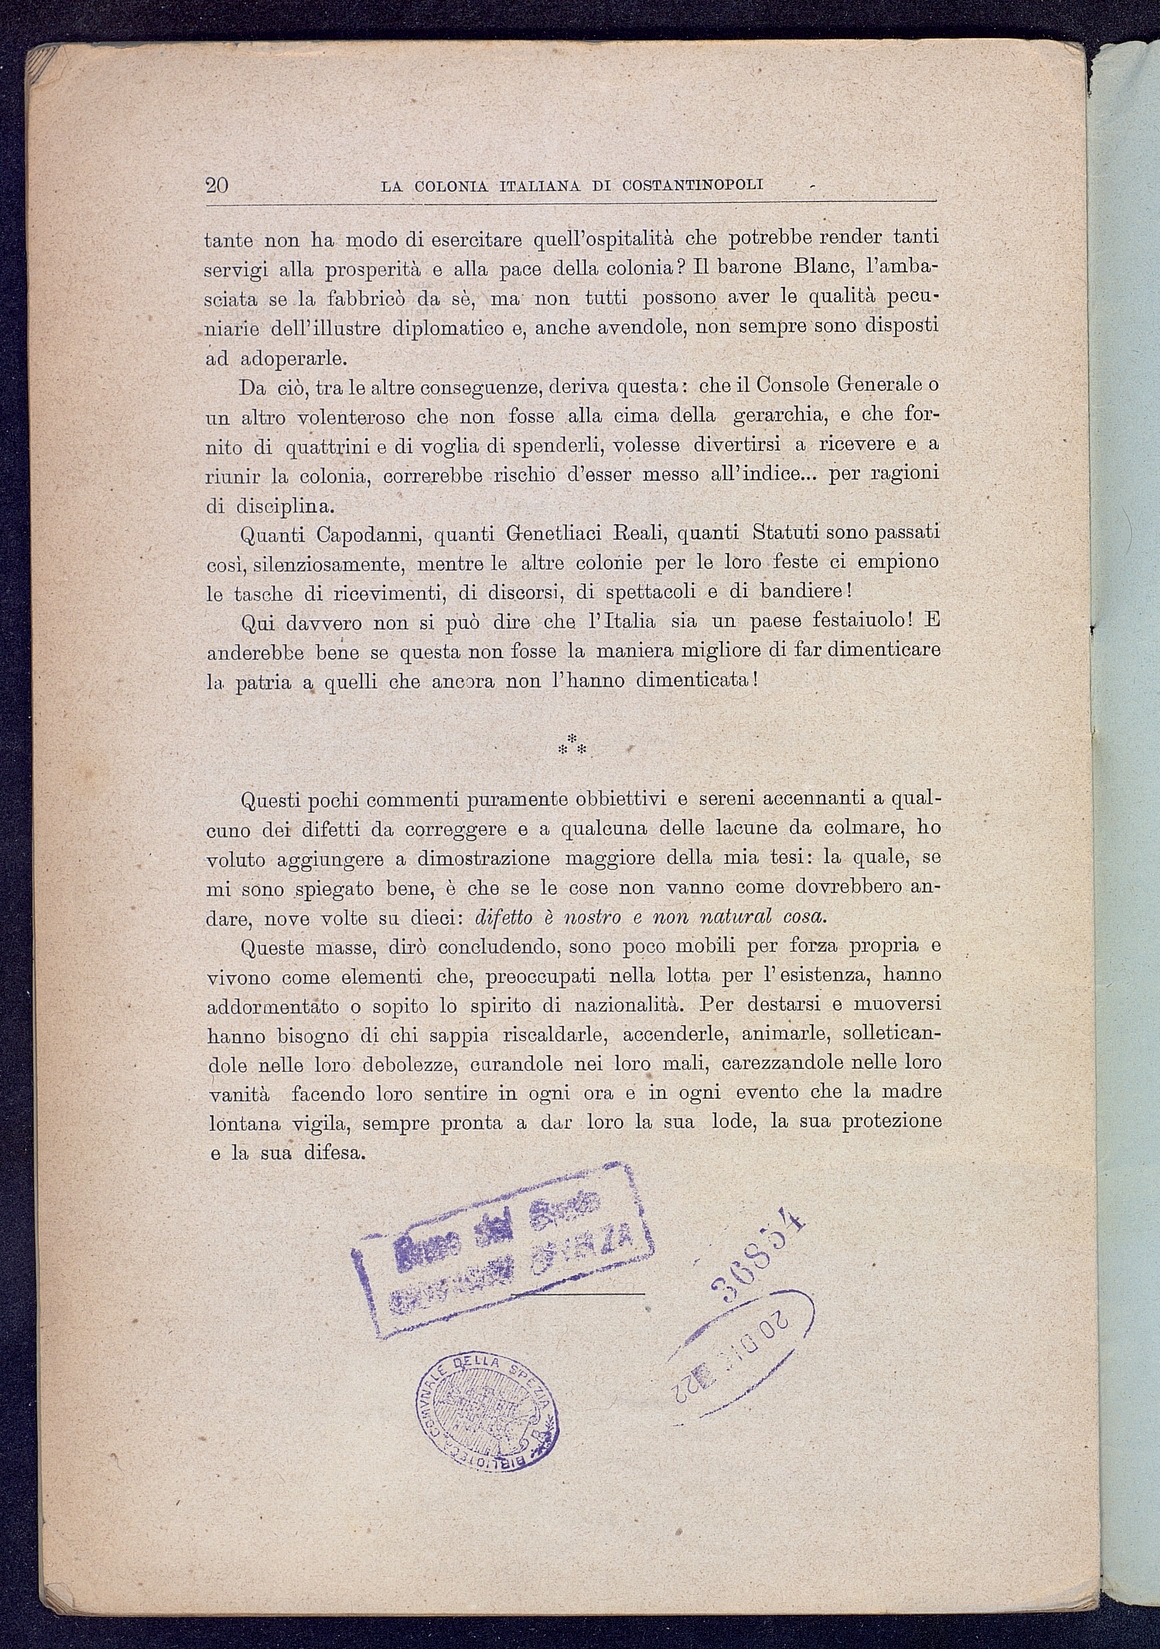 20 LA COLONIA ITALIANA DI COSTANTINOPOLI
tante non ha modo di esercitare quell'ospitalità che potrebbe render tanti
servigi alla prosperità e alla pace della colonia? Il barone Blanc, l'amba-
sciata se la fabbricò da sè, ma non tutti possono aver le qualità pecu-
niarie dell'illustre diplomatico e, anche avendole, non sempre sono disposti
ad adoperarle.
Da ciò, tra le altre conseguenze, deriva questa: che il Console Generale o
un altro volenteroso che non fosse alla cima della gerarchia, e che for-
nito di quattrini e di voglia di spenderli, volesse divertirsi a ricevere e a
riunir la colonia, correrebbe rischio d'esser messo all'indice... per ragioni
di disciplina.
Quanti Capodanni, quanti Genetliaci Reali, quanti Statuti sono passati
così, silenziosamente, mentre le altre colonie per le loro feste ci empiono
le tasche di ricevimenti, di discorsi, di spettacoli e di bandiere!
Qui davvero non si può dire che l'Italia sia un paese festaiuolo! E
anderebbe bene se questa non fosse la maniera migliore di far dimenticare
la patria a quelli che ancora non l'hanno dimenticata!
***
Questi pochi commenti puramente obbiettivi e sereni accennanti a qual-
cuno dei difetti da correggere e a qualcuna delle lacune da colmare, ho
voluto aggiungere a dimostrazione maggiore della mia tesi: la quale, se
mi sono spiegato bene, è che se le cose non vanno come dovrebbero an-
dare, nove volte su dieci: difetto è nostro e non natural cosa.
Queste masse, dirò concludendo, sono poco mobili per forza propria e
vivono come elementi che, preoccupati nella lotta per l'esistenza, hanno
addormentato o sopito lo spirito di nazionalità. Per destarsi e muoversi
hanno bisogno di chi sappia riscaldarle, accenderle, animarle, solletican-
dole nelle loro debolezze, curandole nei loro mali, carezzandole nelle loro
vanità facendo loro sentire in ogni ora e in ogni evento che la madre
lontana vigila, sempre pronta a dar loro la sua lode, la sua protezione
e la sua difesa.
36854
20 DIC 22
BIBLIOTECA COMVNALE DELLA SPEZIA